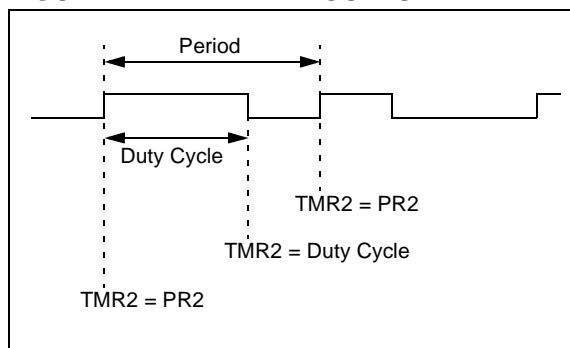 Period
Duty Cycle
TMR2 = PR2
TMR2 = Duty Cycle
TMR2 = PR2